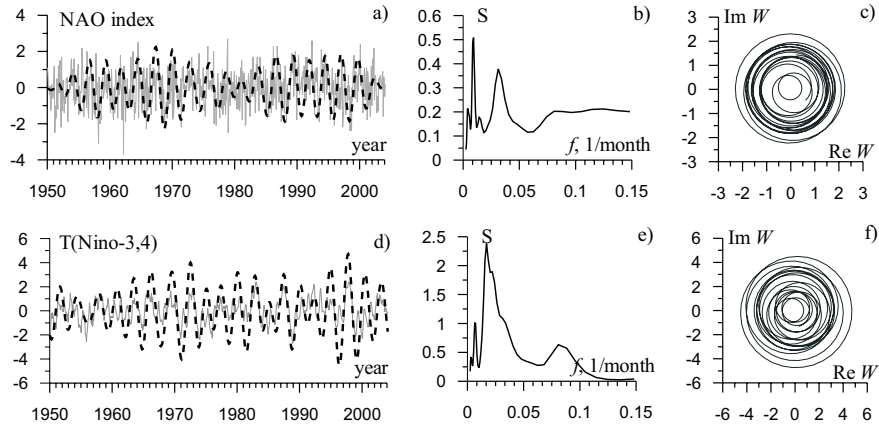 NAO index a)
4
2
0
-2
-4
year
1950 1960 1970 1980 1990 2000
S b)
0.6
0.5
0.4
0.3
0.2
0.1
0
f, 1/month
0 0.05 0.1 0.15
Im W c)
3
2
1
0
-1
-2
-3
Re W
-3 -2 -1 0 1 2 3
T(Nino-3,4) d)
6
4
2
0
-2
-4
-6
year
1950 1960 1970 1980 1990 2000
S e)
2.5
2
1.5
1
0.5
0
f, 1/month
0 0.05 0.1 0.15
Im W f)
6
4
2
0
-2
-4
-6
Re W
-6 -4 -2 0 2 4 6